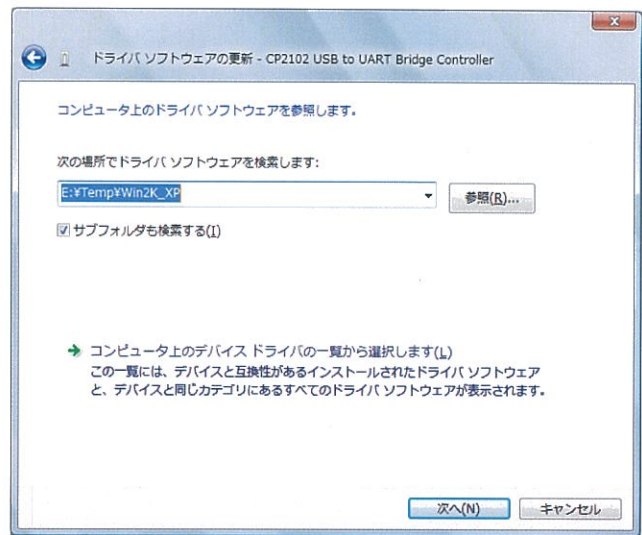 ドライバ ソフトウェアの更新 - CP2102 USB to UART Bridge Controller
コンピュータ上のドライバ ソフトウェアを参照します。
次の場所でドライバ ソフトウェアを検索します:
E:¥Temp¥Win2K_XP
参照(R)...
サブフォルダも検索する(I)
コンピュータ上のデバイス ドライバの一覧から選択します(L)
この一覧には、デバイスと互換性があるインストールされたドライバ ソフトウェア
と、デバイスと同じカテゴリにあるすべてのドライバ ソフトウェアが表示されます。
次へ(N)
キャンセル